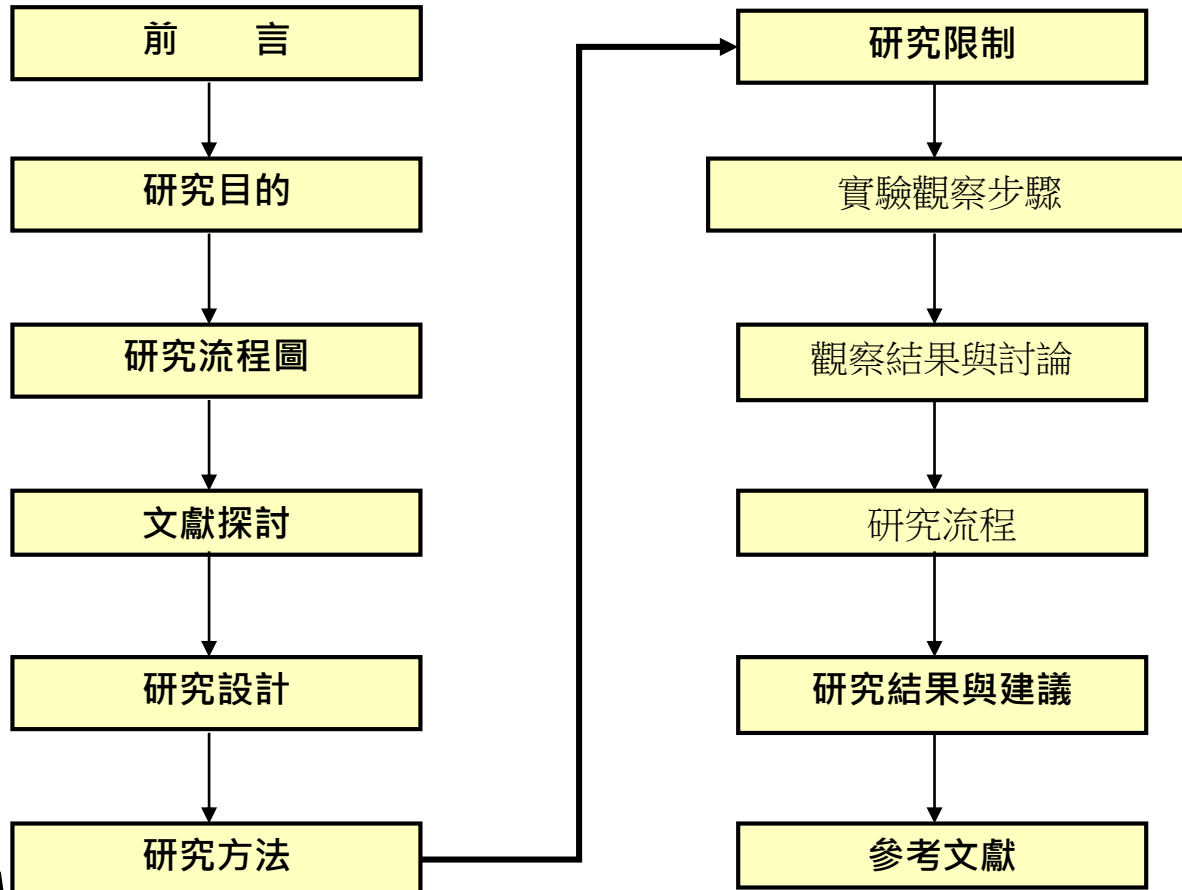 前　　言
研究目的
研究流程圖
文獻探討
研究設計
研究方法
研究限制
實驗觀察步驟
觀察結果與討論
研究流程
研究結果與建議
參考文獻